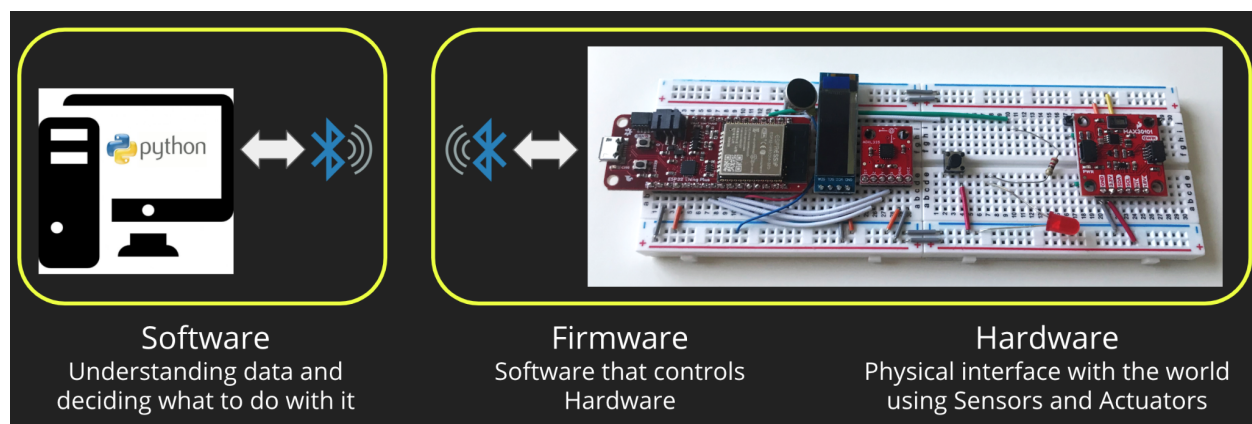 python
MAX30101
Software
Understanding data and
deciding what to do with it
Firmware
Software that controls
Hardware
Hardware
Physical interface with the world
using Sensors and Actuators